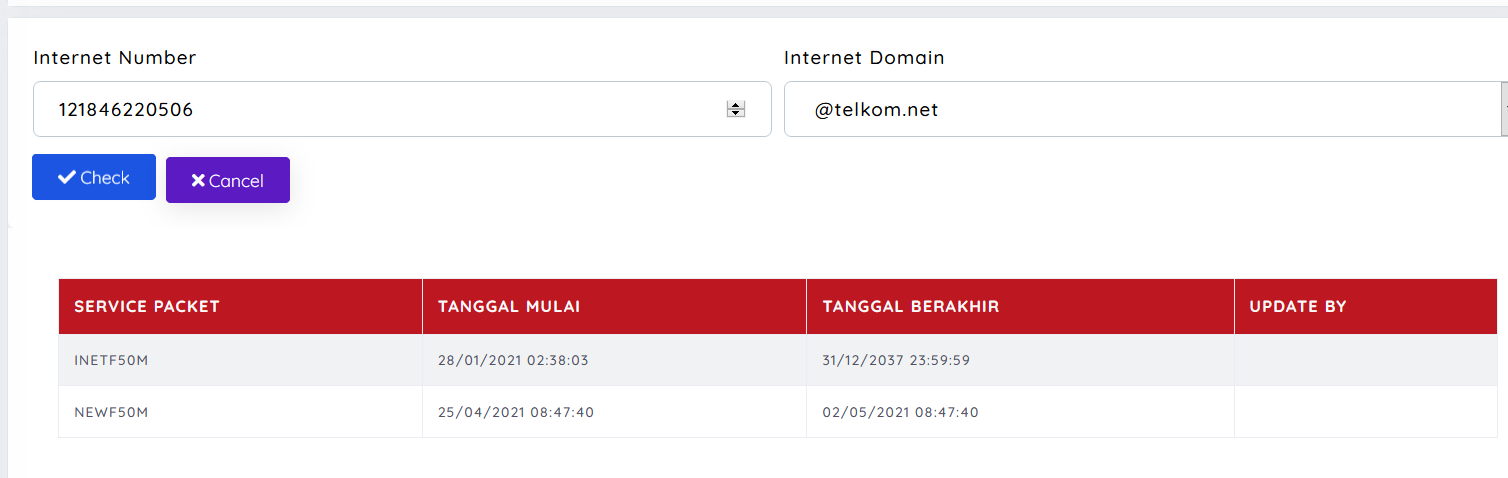 Internet Number Internet Domain
121846220506 @telkom.net
Check Cancel
SERVICE PACKET TANGGAL MULAI TANGGAL BERAKHIR UPDATE BY
INETF50M 28/01/2021 02:38:03 31/12/2037 23:59:59
NEWF50M 25/04/2021 08:47:40 02/05/2021 08:47:40